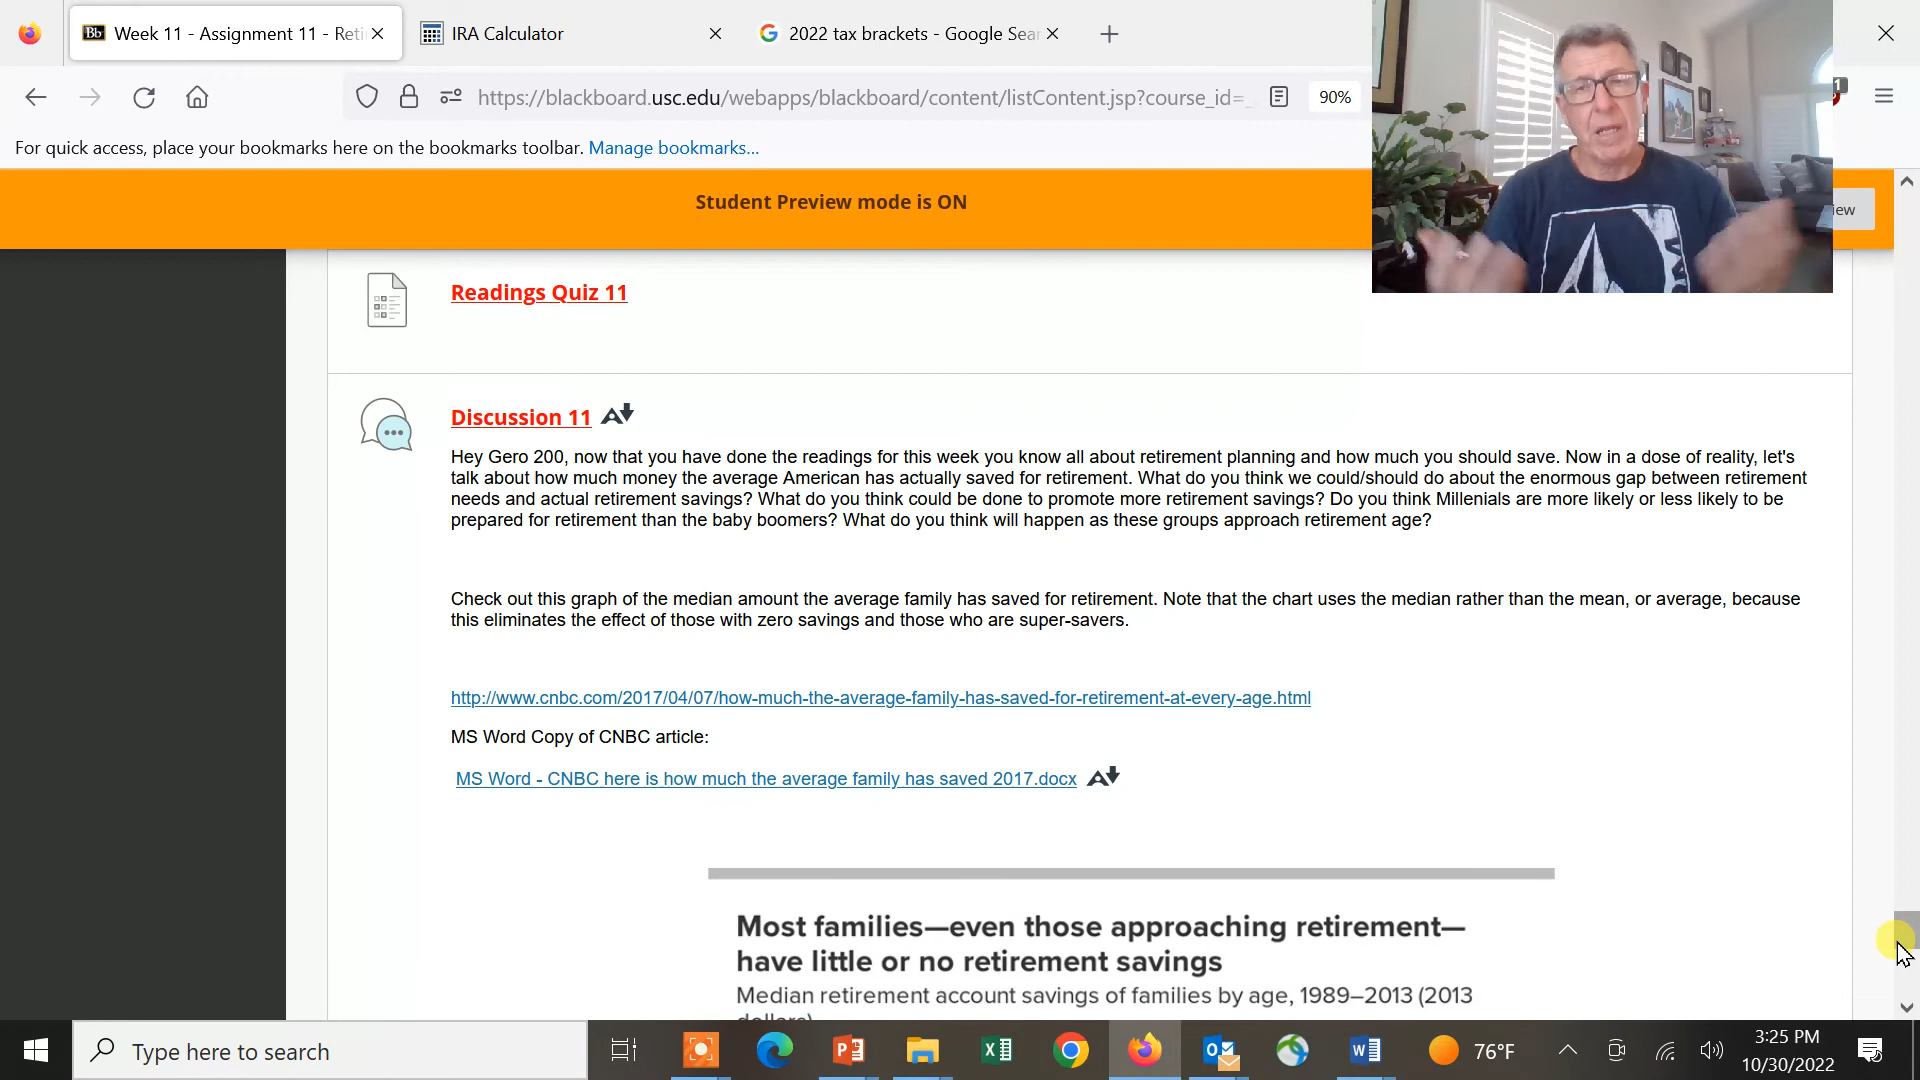 Week 11 - Assignment 11 - Reti
IRA Calculator
2022 tax brackets - Google Sear
https://blackboard.usc.edu/webapps/blackboard/content/listContent.jsp?course_id=_
90%
1
For quick access, place your bookmarks here on the bookmarks toolbar. Manage bookmarks...
Student Preview mode is ON
iew
Readings Quiz 11
Discussion 11
Hey Gero 200, now that you have done the readings for this week you know all about retirement planning and how much you should save. Now in a dose of reality, let's
talk about how much money the average American has actually saved for retirement. What do you think we could/should do about the enormous gap between retirement
needs and actual retirement savings? What do you think could be done to promote more retirement savings? Do you think Millenials are more likely or less likely to be
prepared for retirement than the baby boomers? What do you think will happen as these groups approach retirement age?
Check out this graph of the median amount the average family has saved for retirement. Note that the chart uses the median rather than the mean, or average, because
this eliminates the effect of those with zero savings and those who are super-savers.
http://www.cnbc.com/2017/04/07/how-much-the-average-family-has-saved-for-retirement-at-every-age.html
MS Word Copy of CNBC article:
MS Word - CNBC here is how much the average family has saved 2017.docx
Most families—even those approaching retirement—
have little or no retirement savings
Median retirement account savings of families by age, 1989–2013 (2013
dollars)
Type here to search
76°F
3:25 PM
10/30/2022